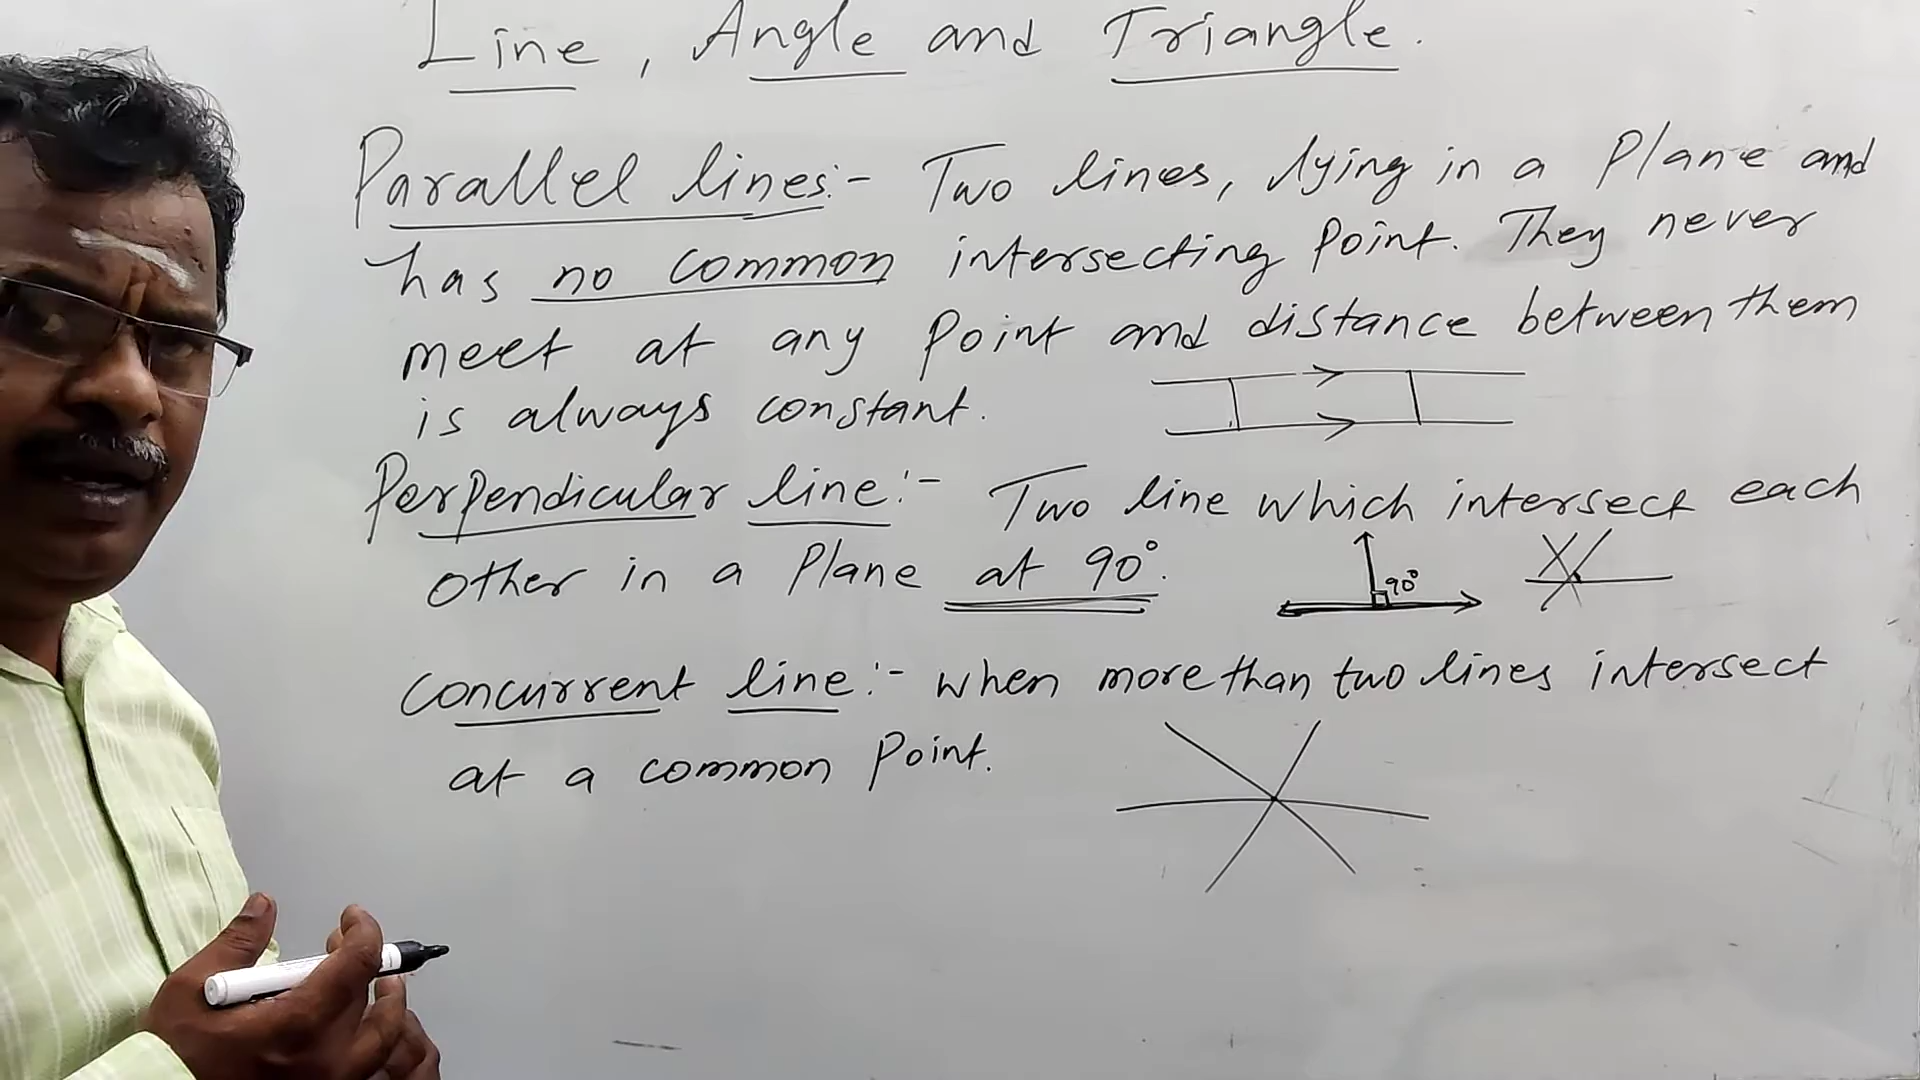 Line, Angle and Triangle.
Parallel lines:- Two lines, lying in a Plane and
has no common intersecting Point. They never
meet at any Point and distance between them
is always constant.
Perpendicular line:- Two line which intersect each
other in a Plane at 90°.
90°
Concurrent line:- when more than two lines intersect
at a common Point.